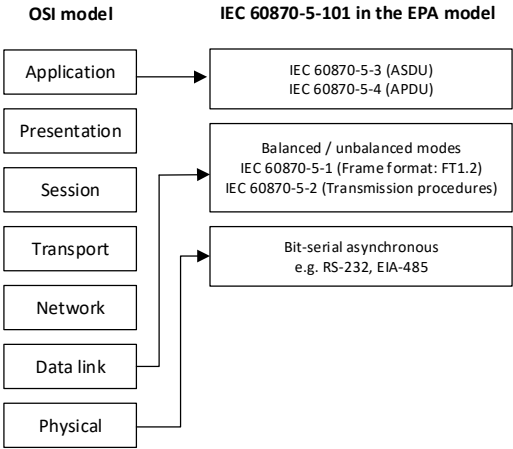 OSI model
IEC 60870-5-101 in the EPA model
Application
IEC 60870-5-3 (ASDU)
IEC 60870-5-4 (APDU)
Presentation
Balanced / unbalanced modes
IEC 60870-5-1 (Frame format: FT1.2)
IEC 60870-5-2 (Transmission procedures)
Session
Transport
Bit-serial asynchronous
e.g. RS-232, EIA-485
Network
Data link
Physical